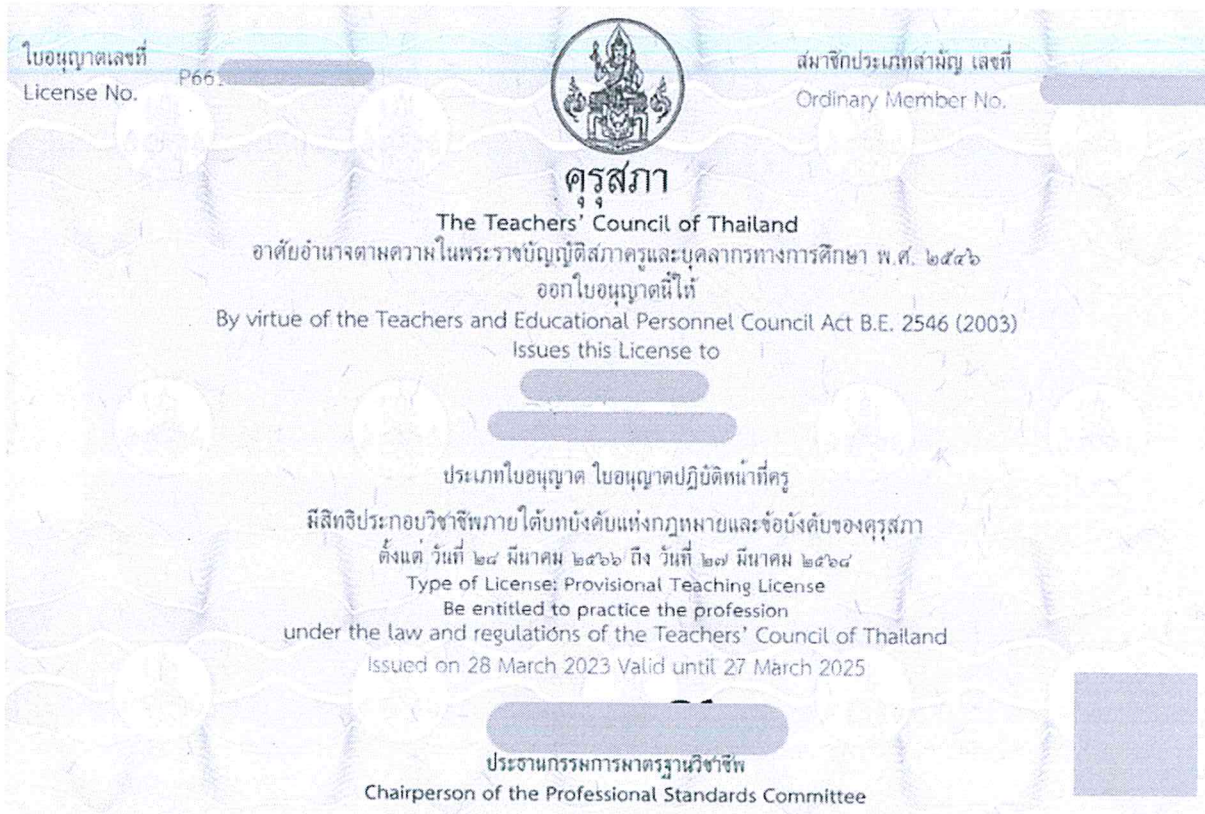 ใบอนุญาตเลขที่
License No.
P661
สมาชิกประเภทสามัญ เลขที่
Ordinary Member No.
คุรุสภา
The Teachers' Council of Thailand
อาศัยอำนาจตามความในพระราชบัญญัติสภาครูและบุคลากรทางการศึกษา พ.ศ. ๒๕๔๖
ออกใบอนุญาตนี้ให้
By virtue of the Teachers and Educational Personnel Council Act B.E. 2546 (2003)
Issues this License to
ประเภทใบอนุญาต ใบอนุญาตปฏิบัติหน้าที่ครู
มีสิทธิประกอบวิชาชีพภายใต้บทบังคับแห่งกฎหมายและข้อบังคับของคุรุสภา
ตั้งแต่ วันที่ ๒๘ มีนาคม ๒๕๖๖ ถึง วันที่ ๒๗ มีนาคม ๒๕๖๘
Type of License: Provisional Teaching License
Be entitled to practice the profession
under the law and regulations of the Teachers' Council of Thailand
Issued on 28 March 2023 Valid until 27 March 2025
ประธานกรรมการมาตรฐานวิชาชีพ
Chairperson of the Professional Standards Committee